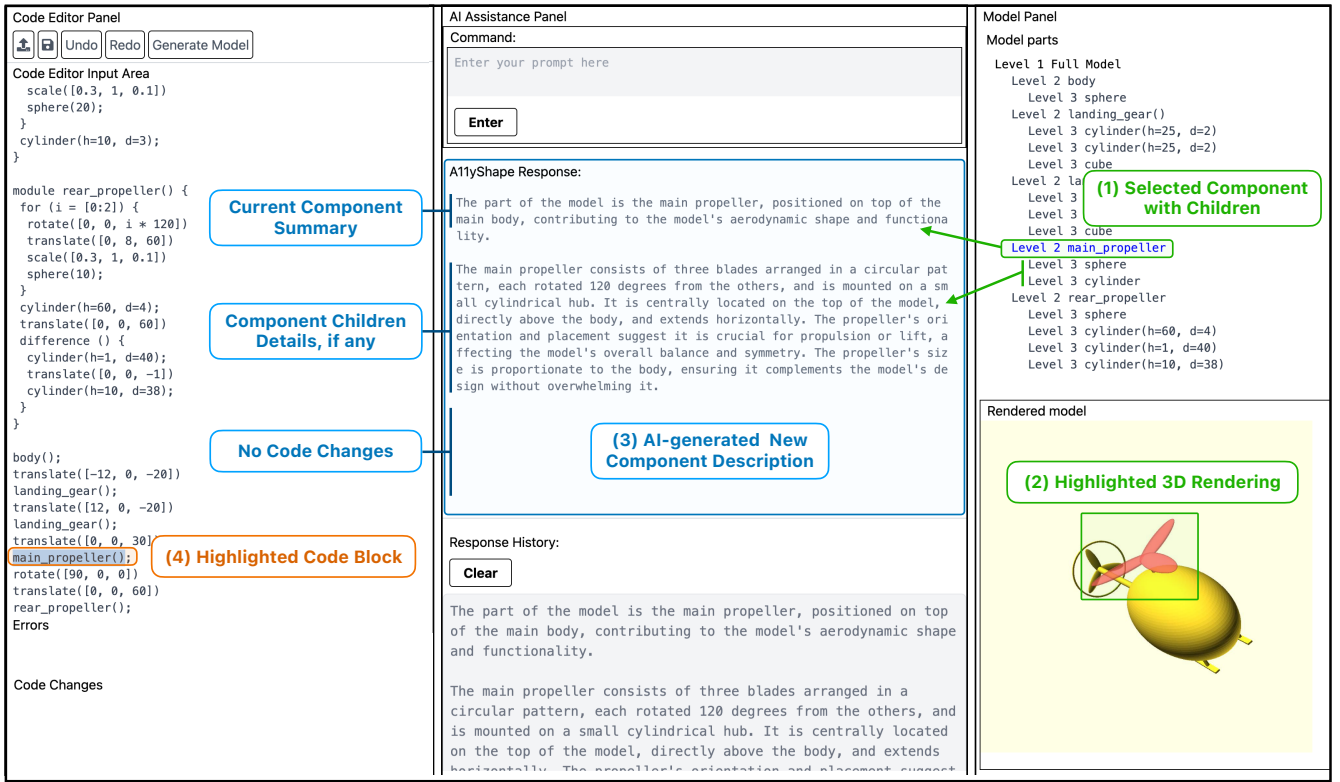 Code Editor Panel
Undo
Redo
Generate Model
Code Editor Input Area
scale([0.3, 1, 0.1])
sphere(20);
}
cylinder(h=10, d=3);
}
module rear_propeller() {
for (i = [0:2]) {
rotate([0, 0, i * 120])
translate([0, 8, 60])
scale([0.3, 1, 0.1])
sphere(10);
}
cylinder(h=60, d=4);
translate([0, 0, 60])
difference () {
cylinder(h=1, d=40);
translate([0, 0, -1])
cylinder(h=10, d=38);
}
}
body();
translate([-12, 0, -20])
landing_gear();
translate([12, 0, -20])
landing_gear();
translate([0, 0, 30])
main_propeller();
rotate([90, 0, 0])
translate([0, 0, 60])
rear_propeller();
Errors
Code Changes
Current Component
Summary
Component Children
Details, if any
No Code Changes
(4) Highlighted Code Block
AI Assistance Panel
Command:
Enter your prompt here
Enter
A11yShape Response:
The part of the model is the main propeller, positioned on top of the
main body, contributing to the model's aerodynamic shape and functiona
lity.
The main propeller consists of three blades arranged in a circular pat
tern, each rotated 120 degrees from the others, and is mounted on a sm
all cylindrical hub. It is centrally located on the top of the model,
directly above the body, and extends horizontally. The propeller's ori
entation and placement suggest it is crucial for propulsion or lift, a
ffecting the model's overall balance and symmetry. The propeller's siz
e is proportionate to the body, ensuring it complements the model's de
sign without overwhelming it.
(3) AI-generated New
Component Description
Response History:
Clear
The part of the model is the main propeller, positioned on top
of the main body, contributing to the model's aerodynamic shape
and functionality.
The main propeller consists of three blades arranged in a
circular pattern, each rotated 120 degrees from the others, and
is mounted on a small cylindrical hub. It is centrally located
on the top of the model, directly above the body, and extends
horizontally. The propeller's orientation and placement suggest
Model Panel
Model parts
Level 1 Full Model
Level 2 body
Level 3 sphere
Level 2 landing_gear()
Level 3 cylinder(h=25, d=2)
Level 3 cylinder(h=25, d=2)
Level 3 cube
Level 2
Level 3
Level 3
Level 3 cube
Level 2 main_propeller
Level 3 sphere
Level 3 cylinder
Level 2 rear_propeller
Level 3 sphere
Level 3 cylinder(h=60, d=4)
Level 3 cylinder(h=1, d=40)
Level 3 cylinder(h=10, d=38)
(1) Selected Component
with Children
Rendered model
(2) Highlighted 3D Rendering